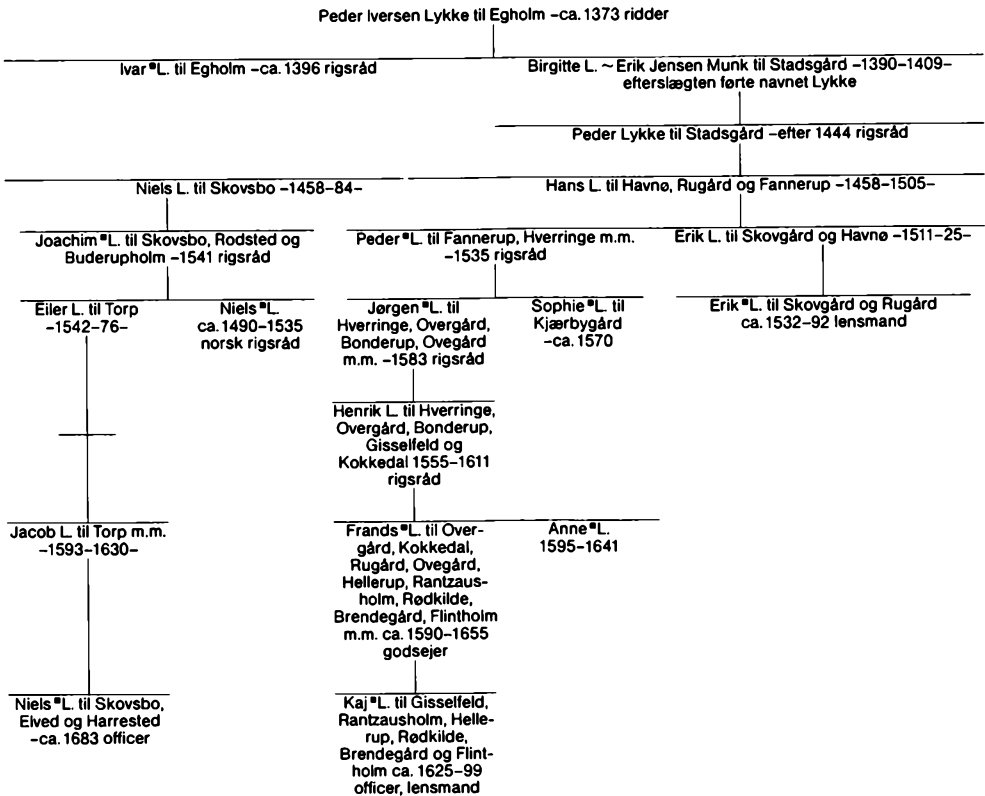 Peder Iversen Lykke til Egholm –ca. 1373 ridder
Ivar ■L. til Egholm –ca. 1396 rigsråd
Birgitte L. ~ Erik Jensen Munk til Stadsgård –1390–1409–
efterslægten førte navnet Lykke
Peder Lykke til Stadsgård –efter 1444 rigsråd
Niels L. til Skovsbo –1458–84–
Hans L. til Havnø, Rugård og Fannerup –1458–1505–
Joachim ■L. til Skovsbo, Rodsted og
Buderupholm –1541 rigsråd
Peder ■L. til Fannerup, Hverringe m.m.
–1535 rigsråd
Erik L. til Skovgård og Havnø –1511–25–
Eiler L. til Torp
–1542–76–
Niels ■L.
ca. 1490–1535
norsk rigsråd
Jørgen ■L. til
Hverringe, Overgård,
Bonderup, Ovegård
m.m. –1583 rigsråd
Sophie ■L. til
Kjærbygård
–ca. 1570
Erik ■L. til Skovgård og Rugård
ca. 1532–92 lensmand
Henrik L. til Hverringe,
Overgård, Bonderup,
Gisselfeld og
Kokkedal 1555–1611
rigsråd
Jacob L. til Torp m.m.
–1593–1630–
Frands ■L. til Over-
gård, Kokkedal,
Rugård, Ovegård,
Hellerup, Rantzaus-
holm, Rødkilde,
Brendegård, Flintholm
m.m. ca. 1590–1655
godsejer
Anne ■L.
1595–1641
Niels ■L. til Skovsbo,
Elved og Harrested
–ca. 1683 officer
Kaj ■L. til Gisselfeld,
Rantzausholm, Helle-
rup, Rødkilde,
Brendegård og Flint-
holm ca. 1625–99
officer, lensmand